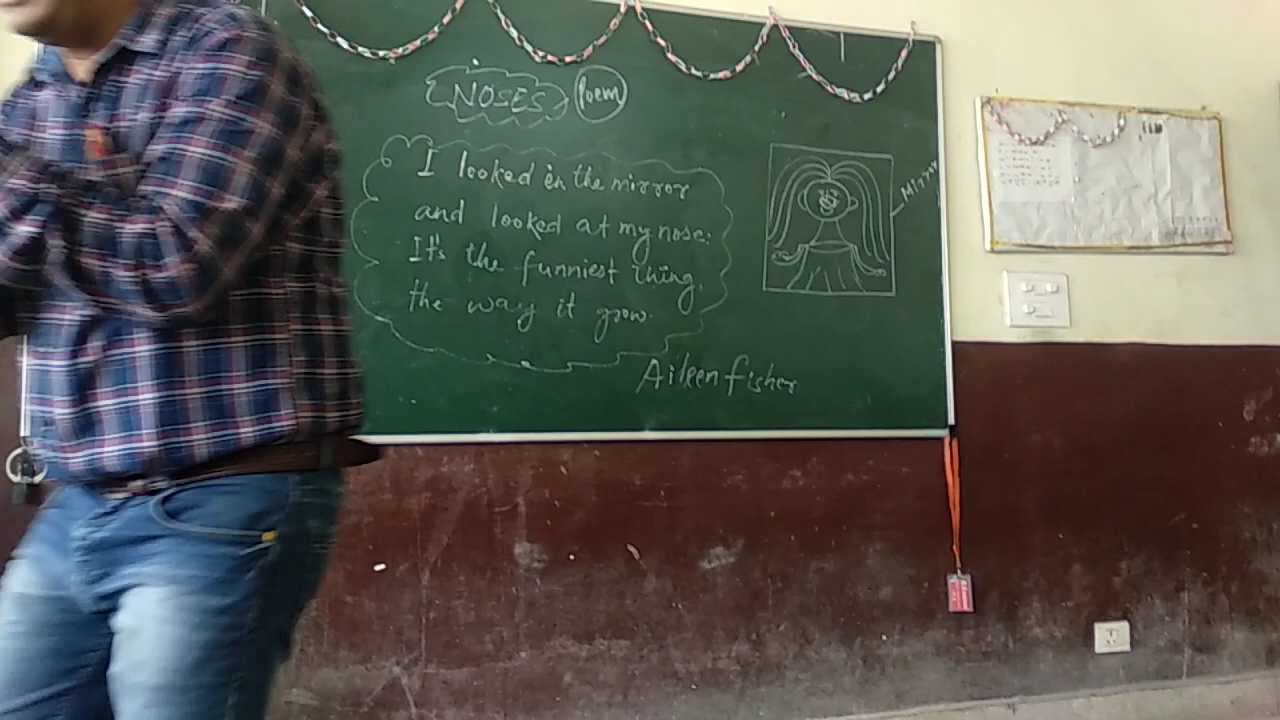 NOSES Poem
I looked in the mirror
and looked at my nose:
It's the funniest thing,
the way it grow.
Aileen fisher
Mirror